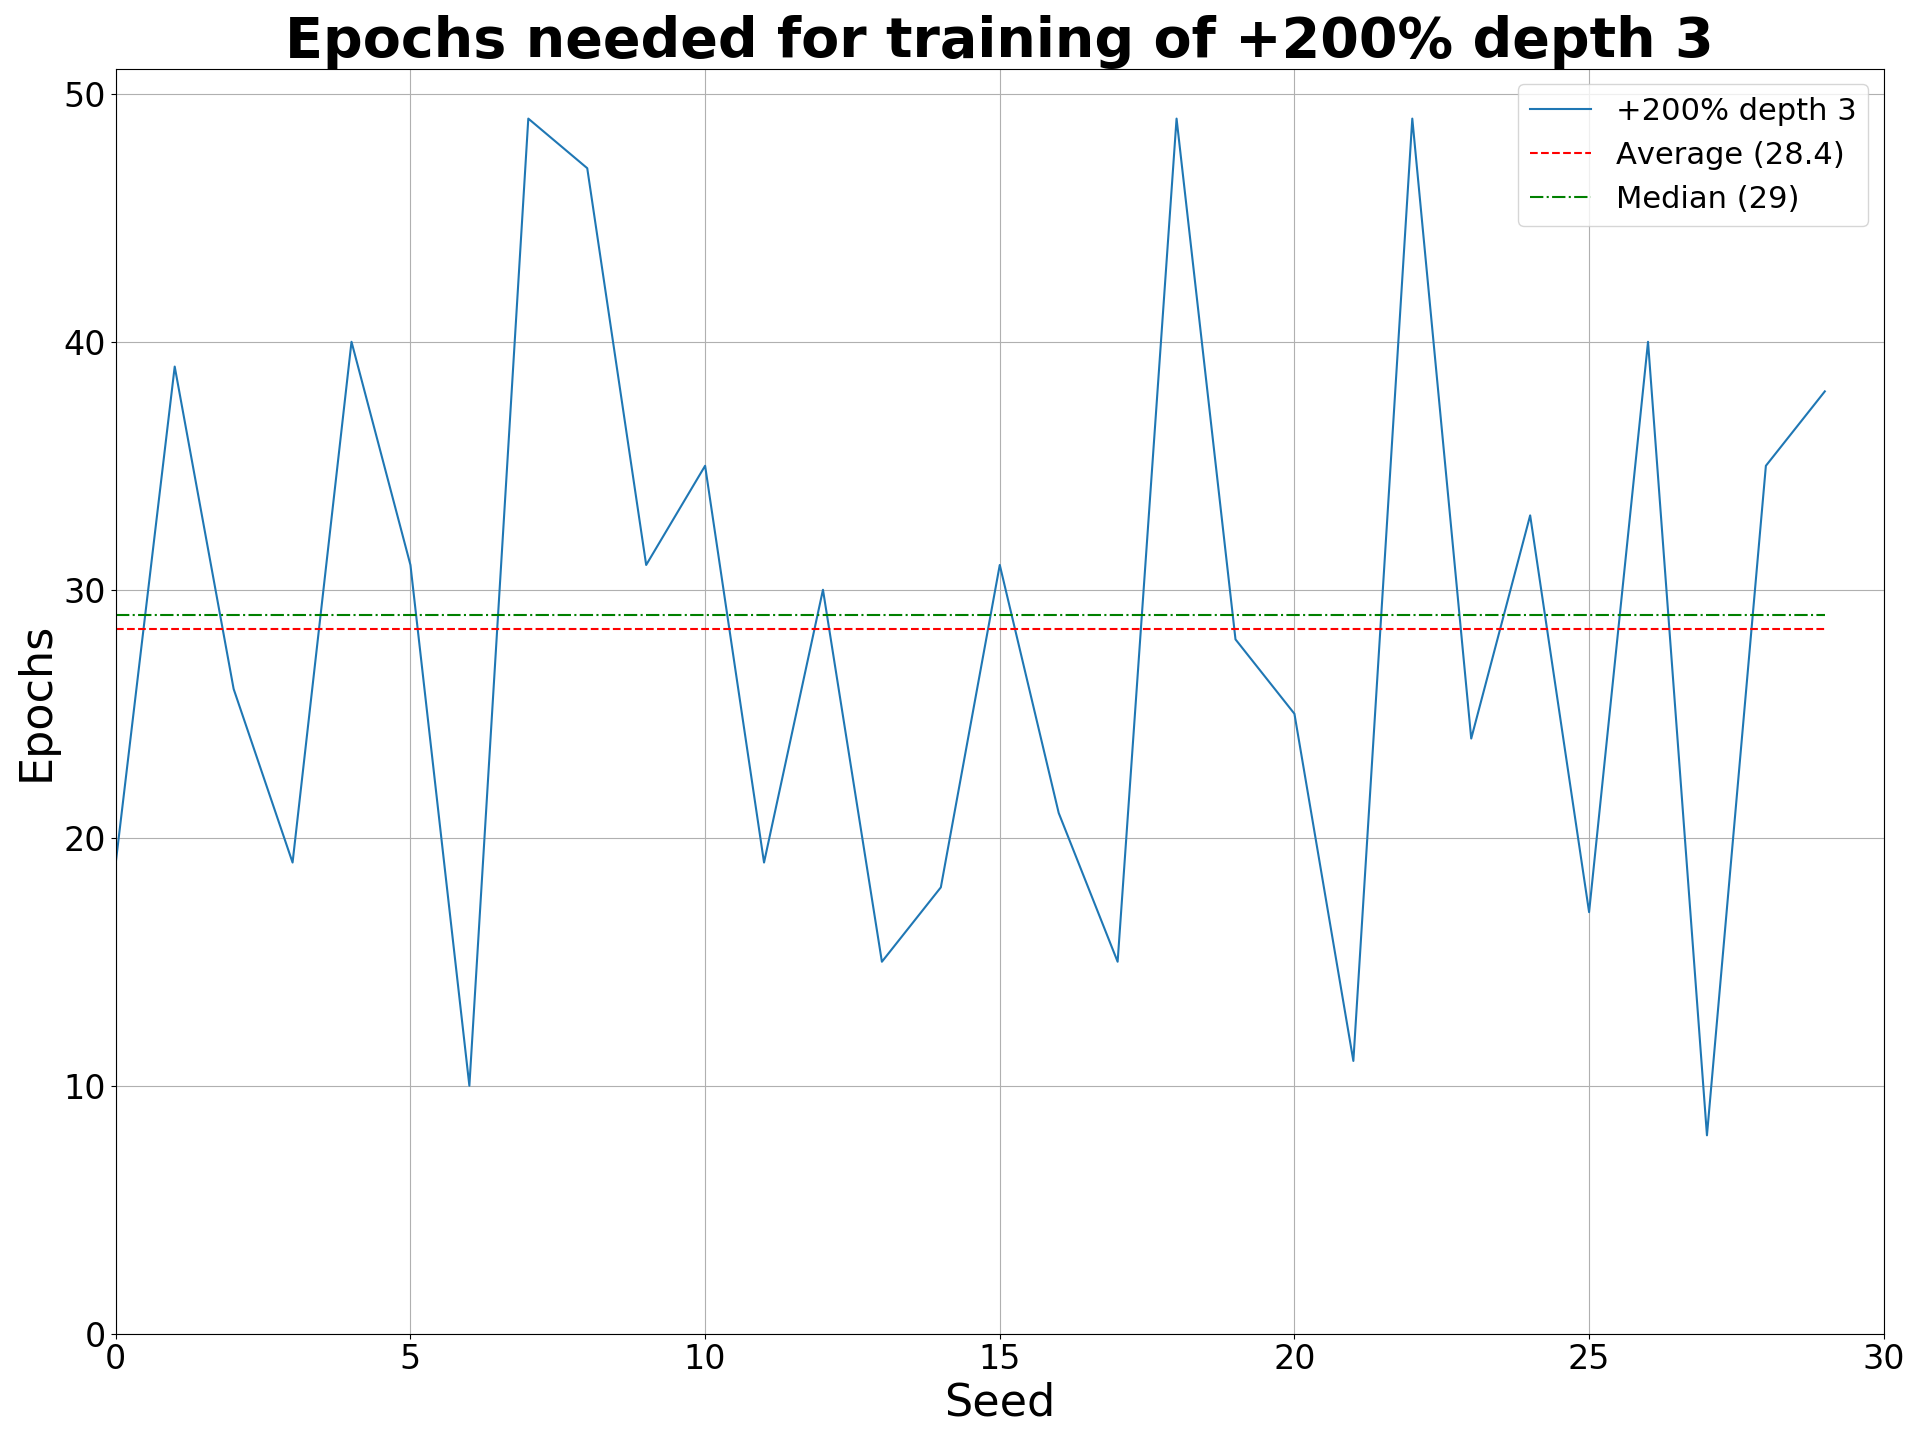 Epochs needed for training of +200% depth 3
+200% depth 3
Average (28.4)
Median (29)
50
40
30
20
10
0
Epochs
0 5 10 15 20 25 30
Seed